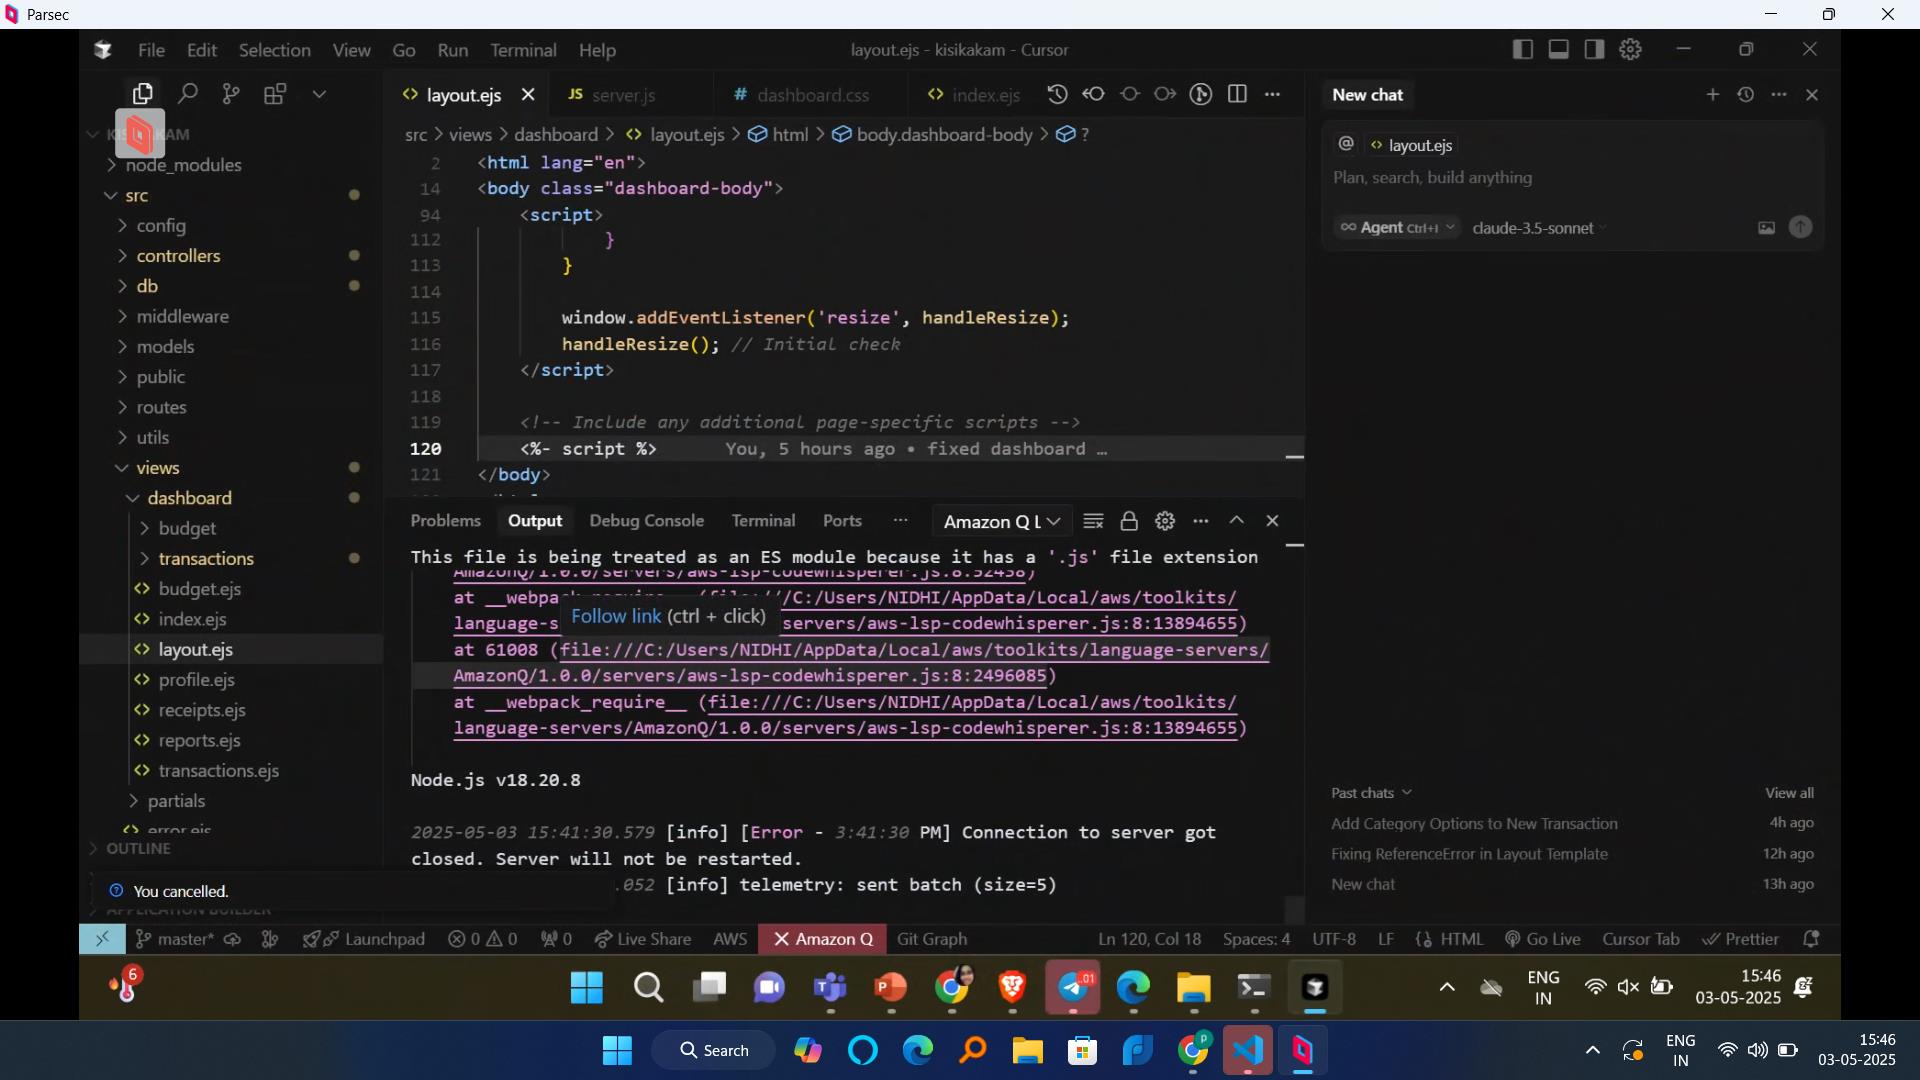 Parsec
File Edit Selection View Go Run Terminal Help
layout.ejs - kisikakam - Cursor
layout.ejs
JS server.js
# dashboard.css
index.ejs
New chat
src > views > dashboard > layout.ejs > html > body.dashboard-body > ?
KAM
node_modules
src
config
controllers
db
middleware
models
public
routes
utils
views
dashboard
budget
transactions
budget.ejs
index.ejs
layout.ejs
profile.ejs
receipts.ejs
reports.ejs
transactions.ejs
partials
error.ejs
OUTLINE
APPLICATION BUILDER
You cancelled.
2 <html lang="en">
14 <body class="dashboard-body">
94 <script>
112 }
113 }
114
115 window.addEventListener('resize', handleResize);
116 handleResize(); // Initial check
117 </script>
118
119 <!-- Include any additional page-specific scripts -->
120 <%- script %> You, 5 hours ago • fixed dashboard …
121 </body>
Problems Output Debug Console Terminal Ports ··· Amazon Q L
This file is being treated as an ES module because it has a '.js' file extension
AmazonQ/1.0.0/servers/aws-lsp-codewhisperer.js:8:52458)
at __webpack_require__ (file:///C:/Users/NIDHI/AppData/Local/aws/toolkits/
language-s servers/aws-lsp-codewhisperer.js:8:13894655)
Follow link (ctrl + click)
at 61008 (file:///C:/Users/NIDHI/AppData/Local/aws/toolkits/language-servers/
AmazonQ/1.0.0/servers/aws-lsp-codewhisperer.js:8:2496085)
at __webpack_require__ (file:///C:/Users/NIDHI/AppData/Local/aws/toolkits/
language-servers/AmazonQ/1.0.0/servers/aws-lsp-codewhisperer.js:8:13894655)
Node.js v18.20.8
2025-05-03 15:41:30.579 [info] [Error - 3:41:30 PM] Connection to server got
closed. Server will not be restarted.
.052 [info] telemetry: sent batch (size=5)
@ layout.ejs
Plan, search, build anything
∞ Agent Ctrl+I claude-3.5-sonnet
Past chats View all
Add Category Options to New Transaction 4h ago
Fixing ReferenceError in Layout Template 12h ago
New chat 13h ago
master* Launchpad 0 0 0 Live Share AWS Amazon Q Git Graph Ln 120, Col 18 Spaces: 4 UTF-8 LF HTML Go Live Cursor Tab Prettier
6
.01
ENG
IN
15:46
03-05-2025
Search
P
ENG
IN
15:46
03-05-2025